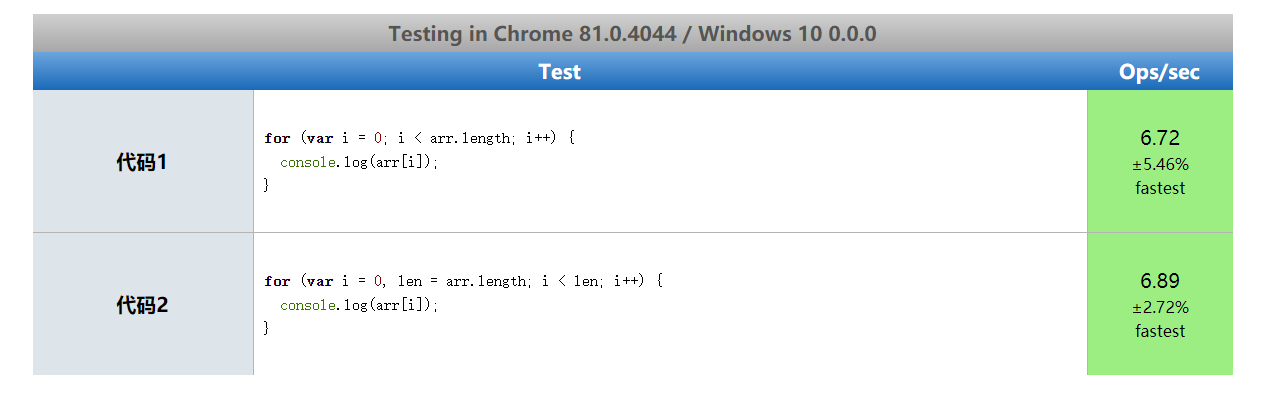 Testing in Chrome 81.0.4044 / Windows 10 0.0.0
Test Ops/sec
代码1
for (var i = 0; i < arr.length; i++) {
  console.log(arr[i]);
}
6.72
±5.46%
fastest
代码2
for (var i = 0, len = arr.length; i < len; i++) {
  console.log(arr[i]);
}
6.89
±2.72%
fastest